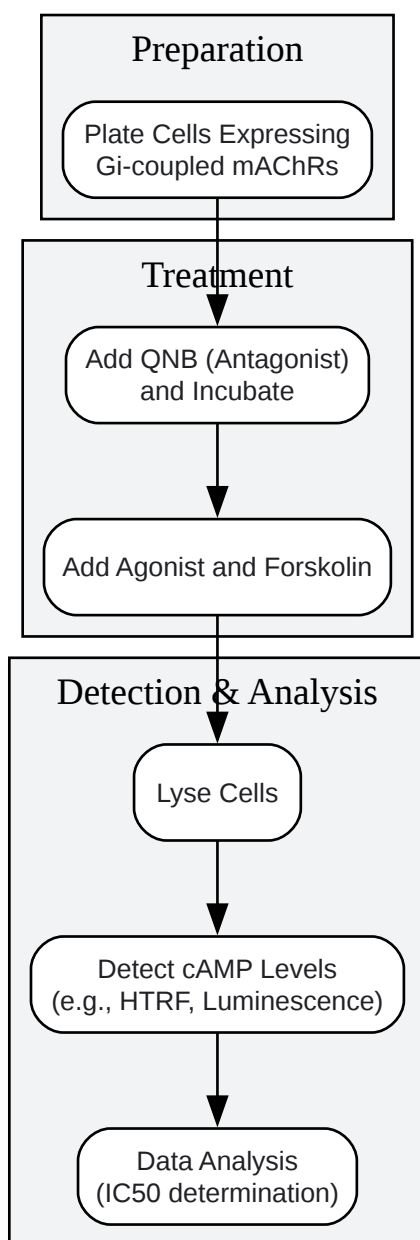 Preparation
Plate Cells Expressing
Gi-coupled mAChRs
Treatment
Add QNB (Antagonist)
and Incubate
Add Agonist and Forskolin
Detection & Analysis
Lyse Cells
Detect cAMP Levels
(e.g., HTRF, Luminescence)
Data Analysis
(IC50 determination)